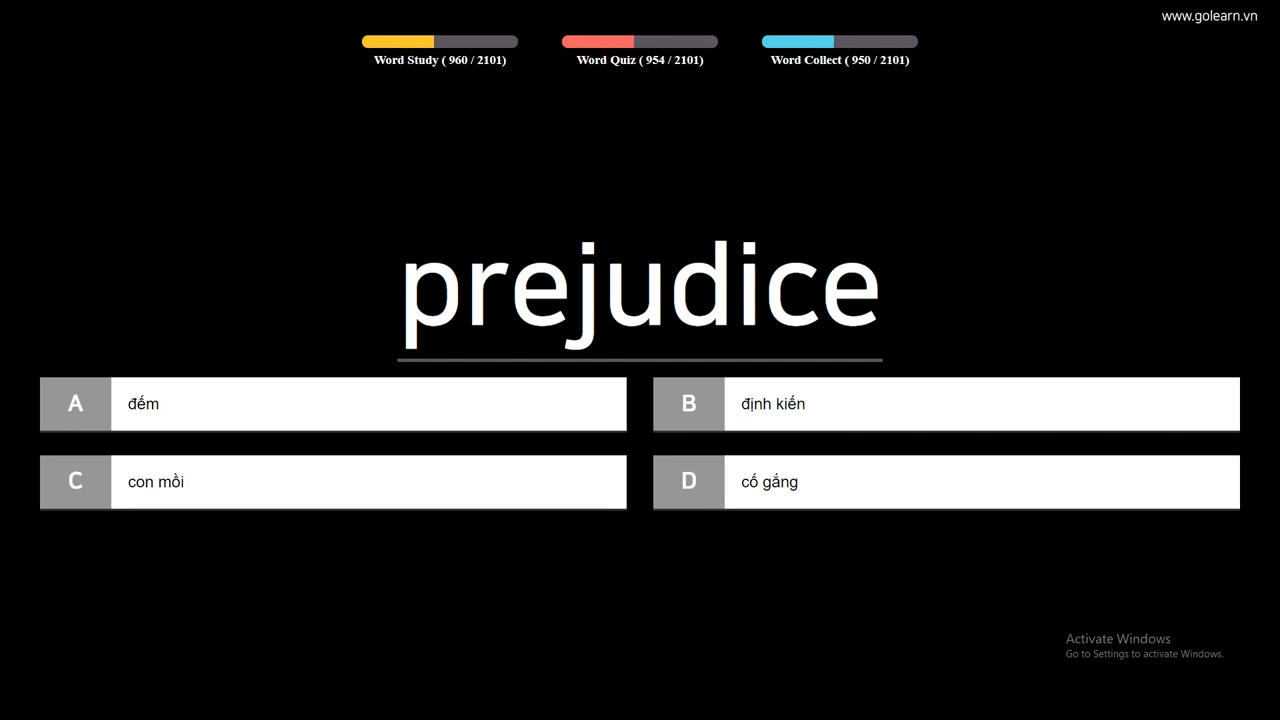 www.golearn.vn
Word Study ( 960 / 2101)
Word Quiz ( 954 / 2101)
Word Collect ( 950 / 2101)
prejudice
A đếm
B định kiến
C con mồi
D cố gắng
Activate Windows
Go to Settings to activate Windows.